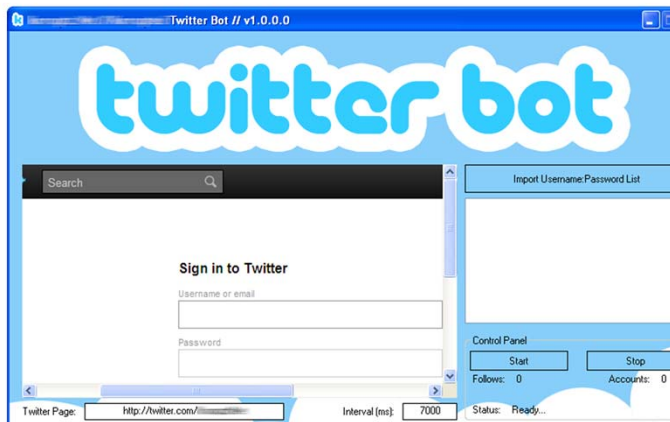 Twitter Bot // v1.0.0.0
twitter bot
Search
Import Username:Password List
Sign in to Twitter
Username or email
Password
Control Panel
Start Stop
Follows: 0 Accounts: 0
Twitter Page: http://twitter.com/ Interval (ms): 7000 Status: Ready...